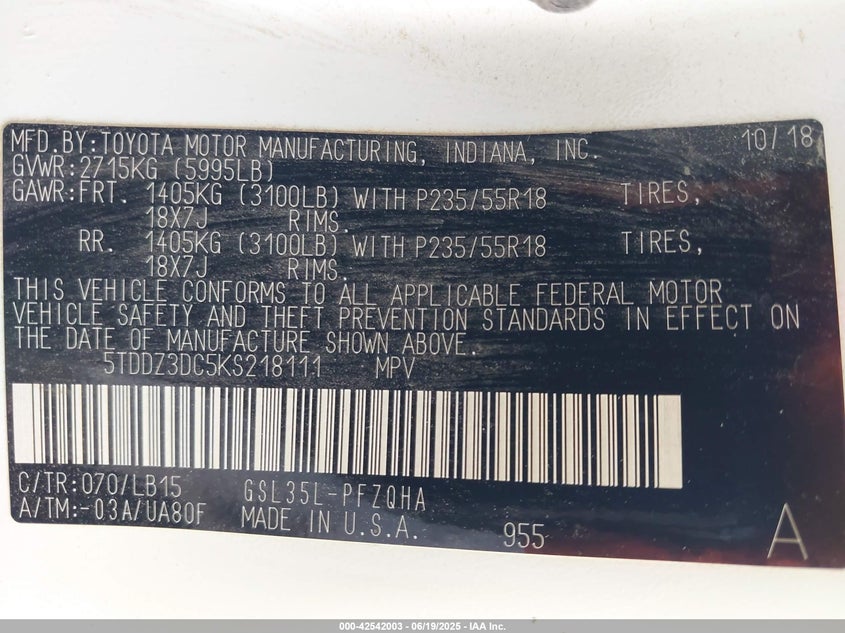 MFD.BY:TOYOTA MOTOR MANUFACTURING, INDIANA, INC. 10/18
GVWR:2715KG (5995LB)
GAWR:FRT. 1405KG (3100LB) WITH P235/55R18 TIRES,
18X7J RIMS.
RR. 1405KG (3100LB) WITH P235/55R18 TIRES,
18X7J RIMS.
THIS VEHICLE CONFORMS TO ALL APPLICABLE FEDERAL MOTOR
VEHICLE SAFETY AND THEFT PREVENTION STANDARDS IN EFFECT ON
THE DATE OF MANUFACTURE SHOWN ABOVE.
5TDDZ3DC5KS218111 MPV
C/TR:070/LB15 GSL35L-PFZQHA
A/TM:-03A/UA80F MADE IN U.S.A. 955 A
000-42542003 - 06/19/2025 - IAA Inc.